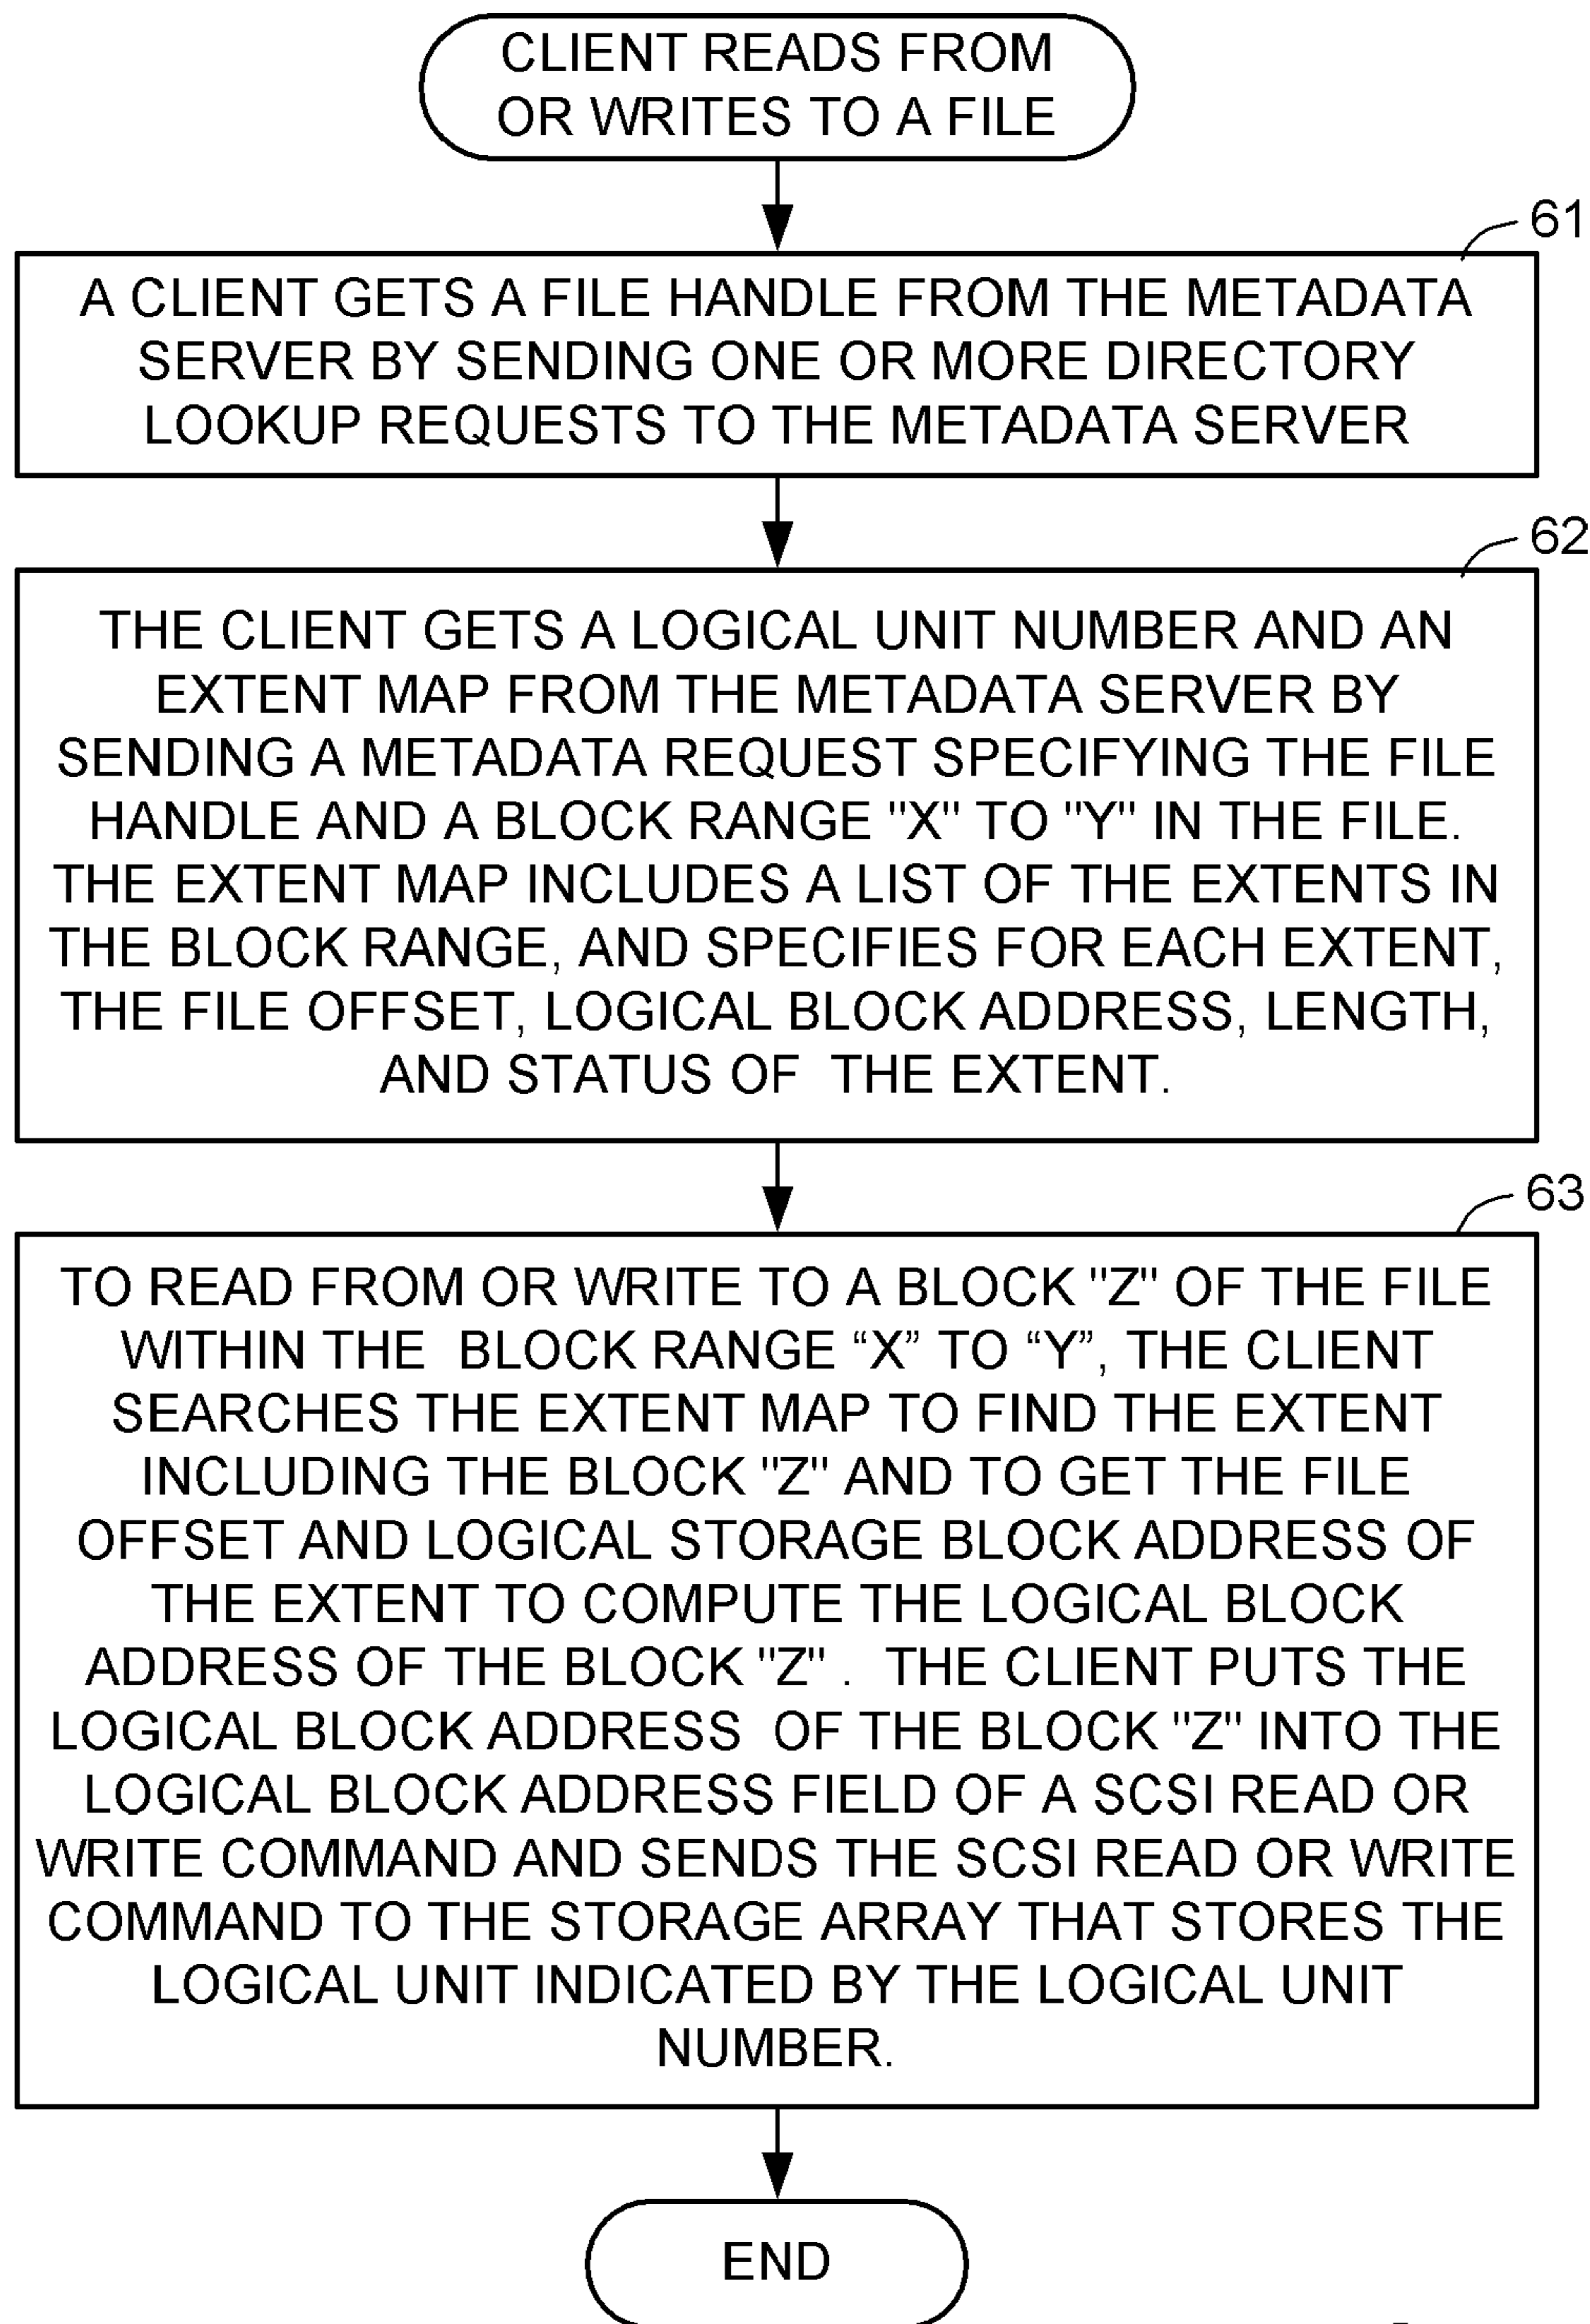 CLIENT READS FROM
OR WRITES TO A FILE
61
A CLIENT GETS A FILE HANDLE FROM THE METADATA
SERVER BY SENDING ONE OR MORE DIRECTORY
LOOKUP REQUESTS TO THE METADATA SERVER
62
THE CLIENT GETS A LOGICAL UNIT NUMBER AND AN
EXTENT MAP FROM THE METADATA SERVER BY
SENDING A METADATA REQUEST SPECIFYING THE FILE
HANDLE AND A BLOCK RANGE "X" TO "Y" IN THE FILE.
THE EXTENT MAP INCLUDES A LIST OF THE EXTENTS IN
THE BLOCK RANGE, AND SPECIFIES FOR EACH EXTENT,
THE FILE OFFSET, LOGICAL BLOCK ADDRESS, LENGTH,
AND STATUS OF THE EXTENT.
63
TO READ FROM OR WRITE TO A BLOCK "Z" OF THE FILE
WITHIN THE BLOCK RANGE “X” TO “Y”, THE CLIENT
SEARCHES THE EXTENT MAP TO FIND THE EXTENT
INCLUDING THE BLOCK "Z" AND TO GET THE FILE
OFFSET AND LOGICAL STORAGE BLOCK ADDRESS OF
THE EXTENT TO COMPUTE THE LOGICAL BLOCK
ADDRESS OF THE BLOCK "Z" . THE CLIENT PUTS THE
LOGICAL BLOCK ADDRESS OF THE BLOCK "Z" INTO THE
LOGICAL BLOCK ADDRESS FIELD OF A SCSI READ OR
WRITE COMMAND AND SENDS THE SCSI READ OR WRITE
COMMAND TO THE STORAGE ARRAY THAT STORES THE
LOGICAL UNIT INDICATED BY THE LOGICAL UNIT
NUMBER.
END